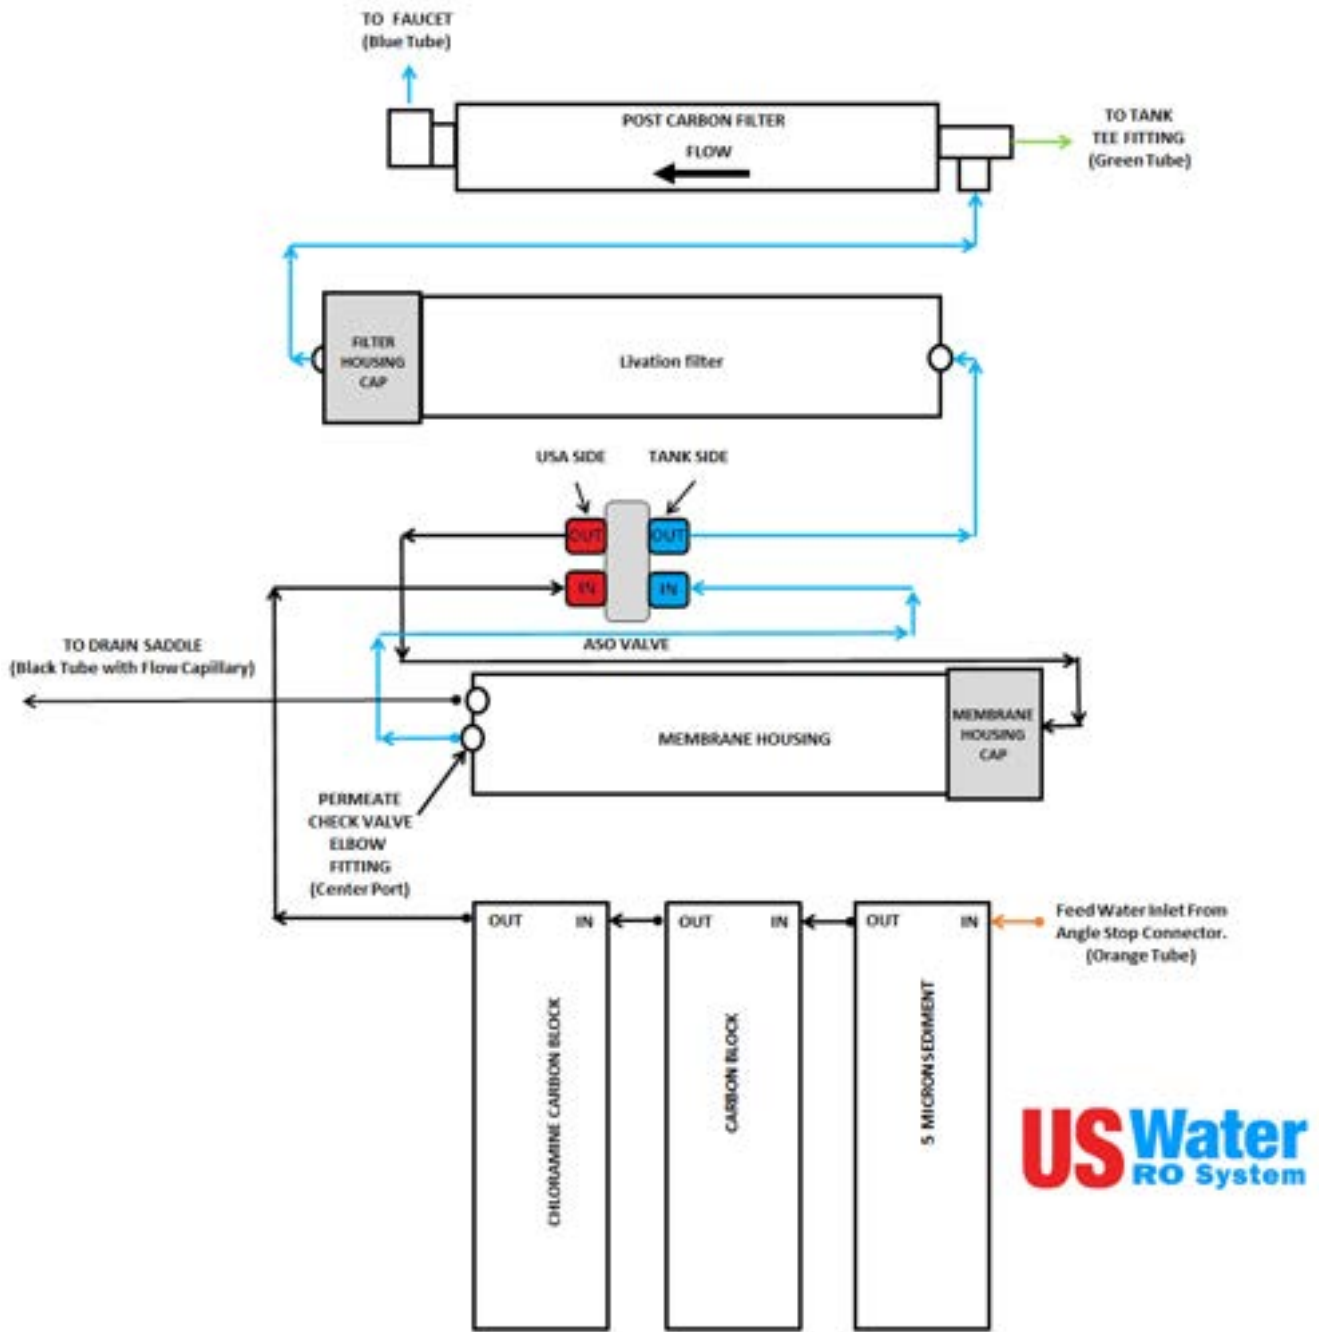 TO FAUCET
(Blue Tube)
POST CARBON FILTER
FLOW
TO TANK
TEE FITTING
(Green Tube)
FILTER
HOUSING
CAP
Livation filter
USA SIDE
TANK SIDE
OUT
OUT
IN
IN
ASO VALVE
TO DRAIN SADDLE
(Black Tube with Flow Capillary)
MEMBRANE HOUSING
MEMBRANE
HOUSING
CAP
PERMEATE
CHECK VALVE
ELBOW
FITTING
(Center Port)
OUT IN
OUT IN
OUT IN
Feed Water Inlet From
Angle Stop Connector.
(Orange Tube)
CHLORAMINE CARBON BLOCK
CARBON BLOCK
5 MICRON SEDIMENT
US Water
RO System